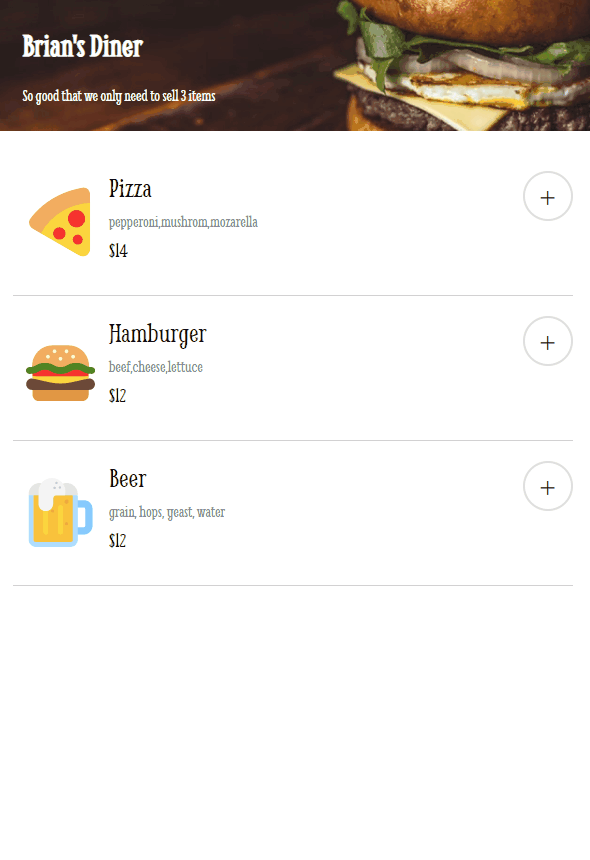 Brian's Diner
So good that we only need to sell 3 items
Pizza
pepperoni,mushrom,mozarella
$14
+
Hamburger
beef,cheese,lettuce
$12
+
Beer
grain, hops, yeast, water
$12
+